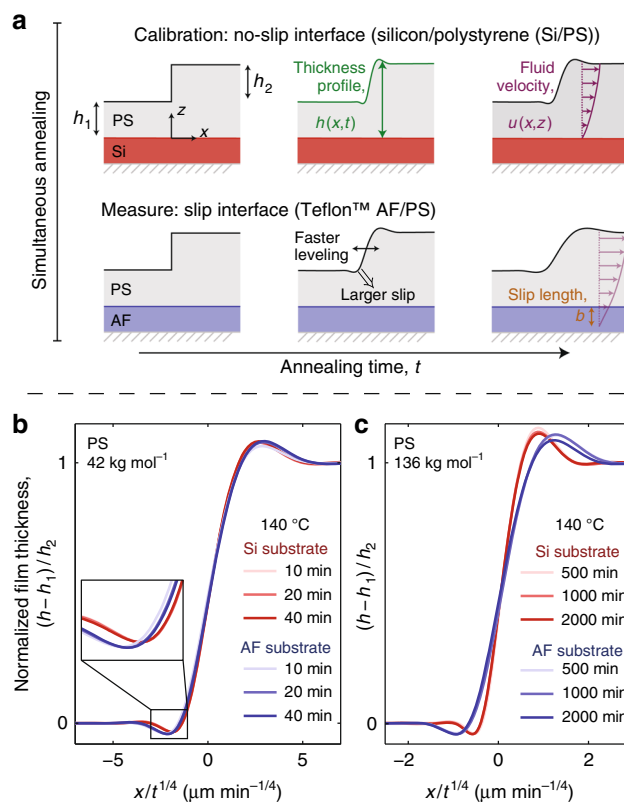 a
Calibration: no-slip interface (silicon/polystyrene (Si/PS))
Simultaneous annealing
h1
PS
z
x
Si
h2
Thickness
profile,
h(x,t)
Fluid
velocity,
u(x,z)
Measure: slip interface (Teflon™ AF/PS)
PS
AF
Faster
leveling
Larger slip
Slip length,
b
Annealing time, t
b
PS
42 kg mol−1
140 °C
Si substrate
10 min
20 min
40 min
AF substrate
10 min
20 min
40 min
Normalized film thickness,
(h−h1)/h2
1
0
−5
0
5
x/t1/4 (μm min−1/4)
c
PS
136 kg mol−1
140 °C
Si substrate
500 min
1000 min
2000 min
AF substrate
500 min
1000 min
2000 min
(h−h1)/h2
1
0
−2
0
2
x/t1/4 (μm min−1/4)